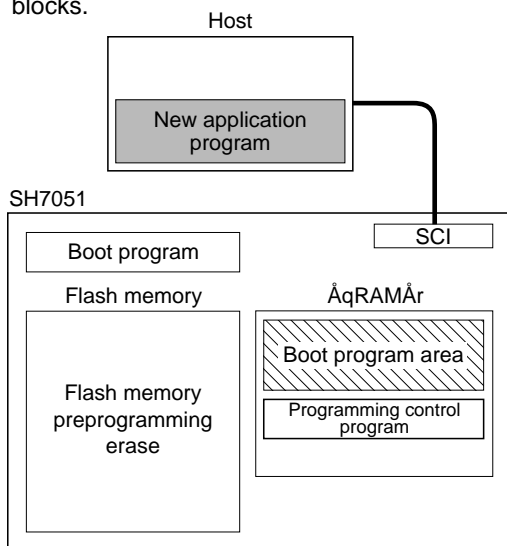 blocks.
Host
New application
program
SH7051
SCI
Boot program
Flash memory
ÅqRAMÅr
Boot program area
Flash memory
preprogramming
erase
Programming control
program